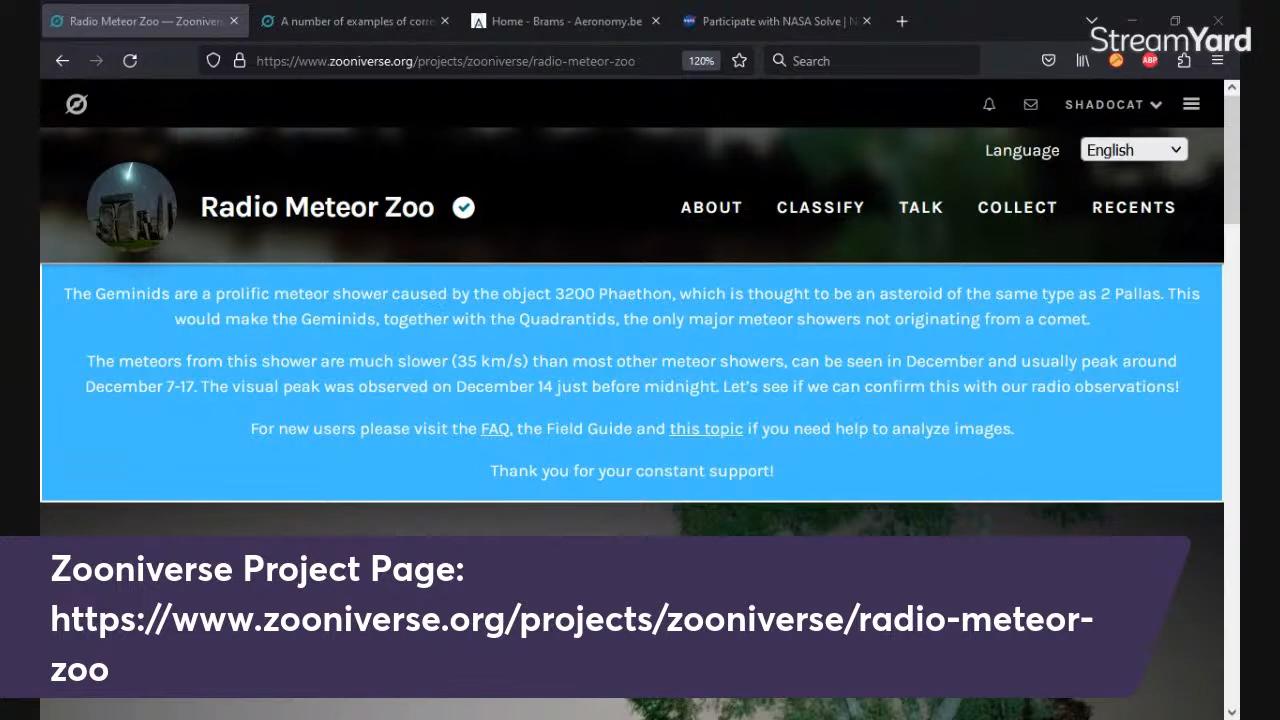 Radio Meteor Zoo — Zooniver
A number of examples of corre
Home - Brams - Aeronomy.be
Participate with NASA Solve | N
StreamYard
https://www.zooniverse.org/projects/zooniverse/radio-meteor-zoo
120%
Search
ABP
SHADOCAT
Language
English
Radio Meteor Zoo
ABOUT
CLASSIFY
TALK
COLLECT
RECENTS
The Geminids are a prolific meteor shower caused by the object 3200 Phaethon, which is thought to be an asteroid of the same type as 2 Pallas. This
would make the Geminids, together with the Quadrantids, the only major meteor showers not originating from a comet.
The meteors from this shower are much slower (35 km/s) than most other meteor showers, can be seen in December and usually peak around
December 7-17. The visual peak was observed on December 14 just before midnight. Let's see if we can confirm this with our radio observations!
For new users please visit the FAQ, the Field Guide and this topic if you need help to analyze images.
Thank you for your constant support!
Zooniverse Project Page:
https://www.zooniverse.org/projects/zooniverse/radio-meteor-
zoo